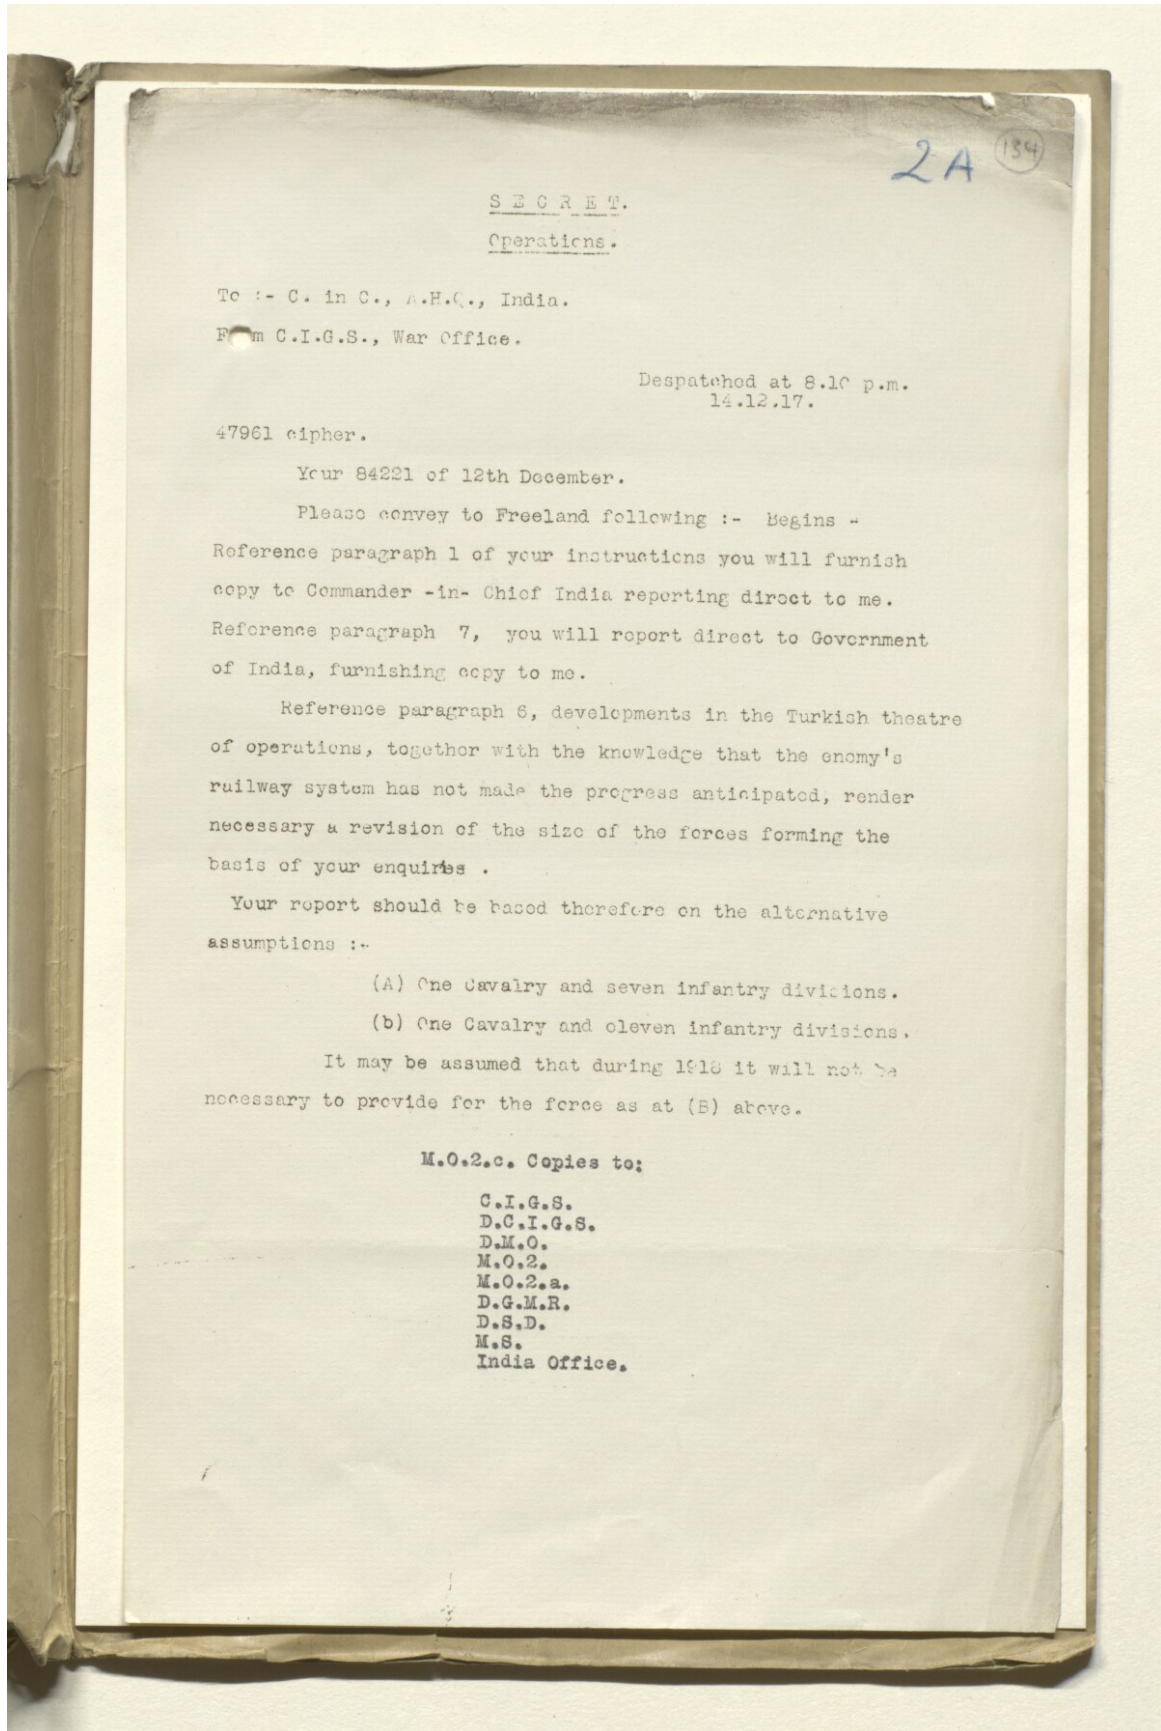 2A
134
SECRET.
Operations.
To :- C. in C., A.H.Q., India.
From C.I.G.S., War Office.
Despatched at 8.10 p.m.
14.12.17.
47961 cipher.
Your 84221 of 12th December.
Please convey to Freeland following :- Begins -
Reference paragraph 1 of your instructions you will furnish
copy to Commander -in- Chief India reporting direct to me.
Reference paragraph 7, you will report direct to Government
of India, furnishing copy to me.
Reference paragraph 6, developments in the Turkish theatre
of operations, together with the knowledge that the enemy's
railway system has not made the progress anticipated, render
necessary a revision of the size of the forces forming the
basis of your enquiries .
Your report should be based therefore on the alternative
assumptions :-
(A) One Cavalry and seven infantry divisions.
(b) One Cavalry and eleven infantry divisions.
It may be assumed that during 1918 it will not be
necessary to provide for the force as at (B) above.
M.O.2.c. Copies to:
C.I.G.S.
D.C.I.G.S.
D.M.O.
M.O.2.
M.O.2.a.
D.G.M.R.
D.S.D.
M.S.
India Office.